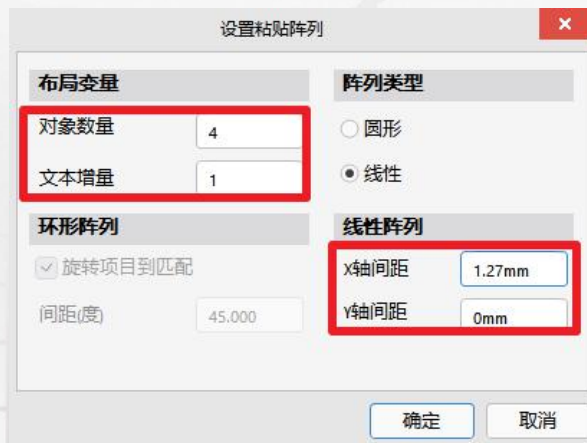 设置粘贴阵列
布局变量
对象数量 4
文本增量 1
阵列类型
圆形
线性
环形阵列
旋转项目到匹配
间距(度) 45.000
线性阵列
X轴间距 1.27mm
Y轴间距 0mm
确定 取消